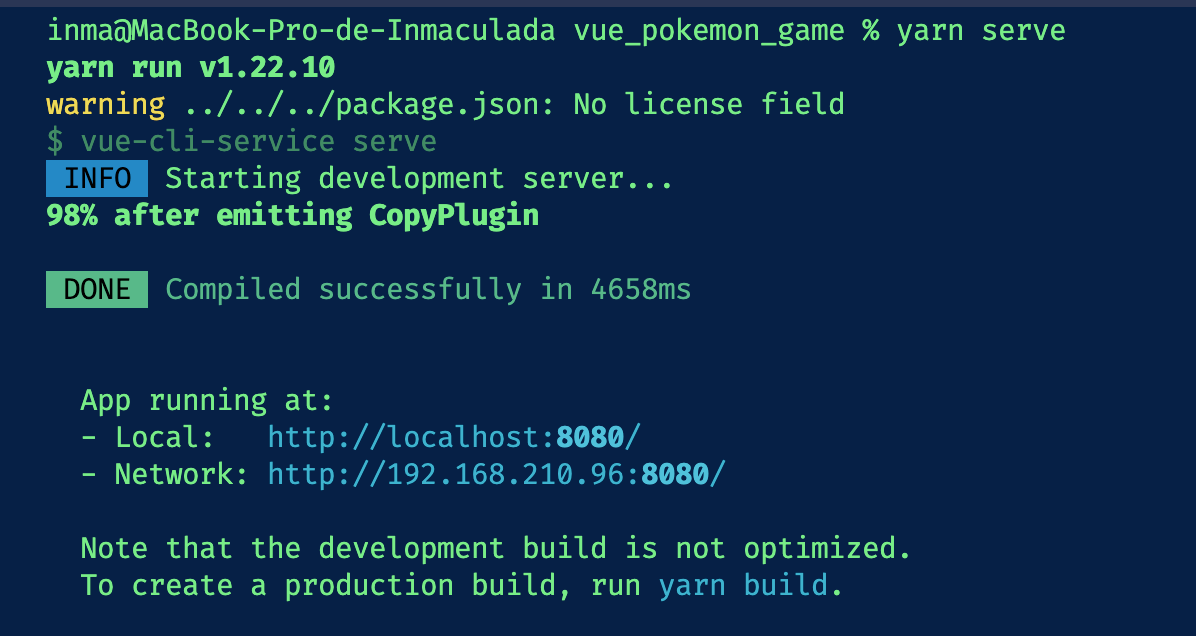 inma@MacBook-Pro-de-Inmaculada vue_pokemon_game % yarn serve
yarn run v1.22.10
warning ../../../package.json: No license field
$ vue-cli-service serve
INFO Starting development server...
98% after emitting CopyPlugin
DONE Compiled successfully in 4658ms
App running at:
- Local: http://localhost:8080/
- Network: http://192.168.210.96:8080/
Note that the development build is not optimized.
To create a production build, run yarn build.